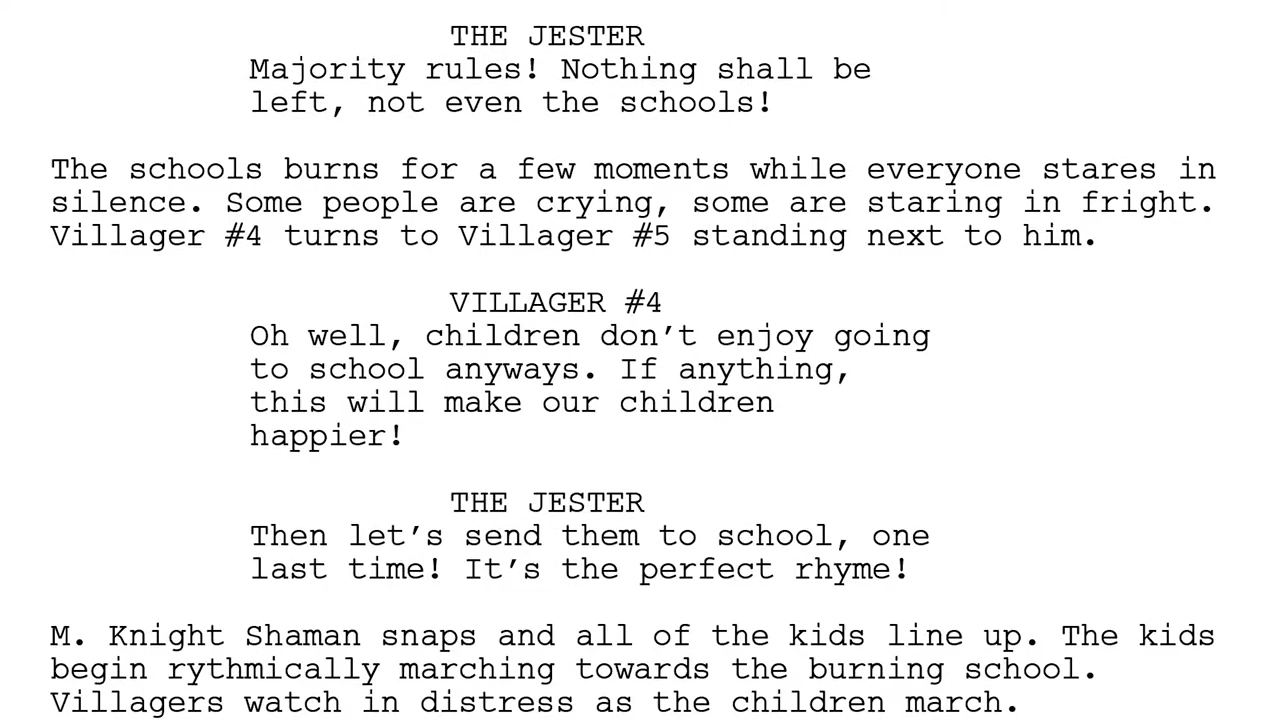 THE JESTER
Majority rules! Nothing shall be
left, not even the schools!
The schools burns for a few moments while everyone stares in
silence. Some people are crying, some are staring in fright.
Villager #4 turns to Villager #5 standing next to him.
VILLAGER #4
Oh well, children don’t enjoy going
to school anyways. If anything,
this will make our children
happier!
THE JESTER
Then let’s send them to school, one
last time! It’s the perfect rhyme!
M. Knight Shaman snaps and all of the kids line up. The kids
begin rythmically marching towards the burning school.
Villagers watch in distress as the children march.